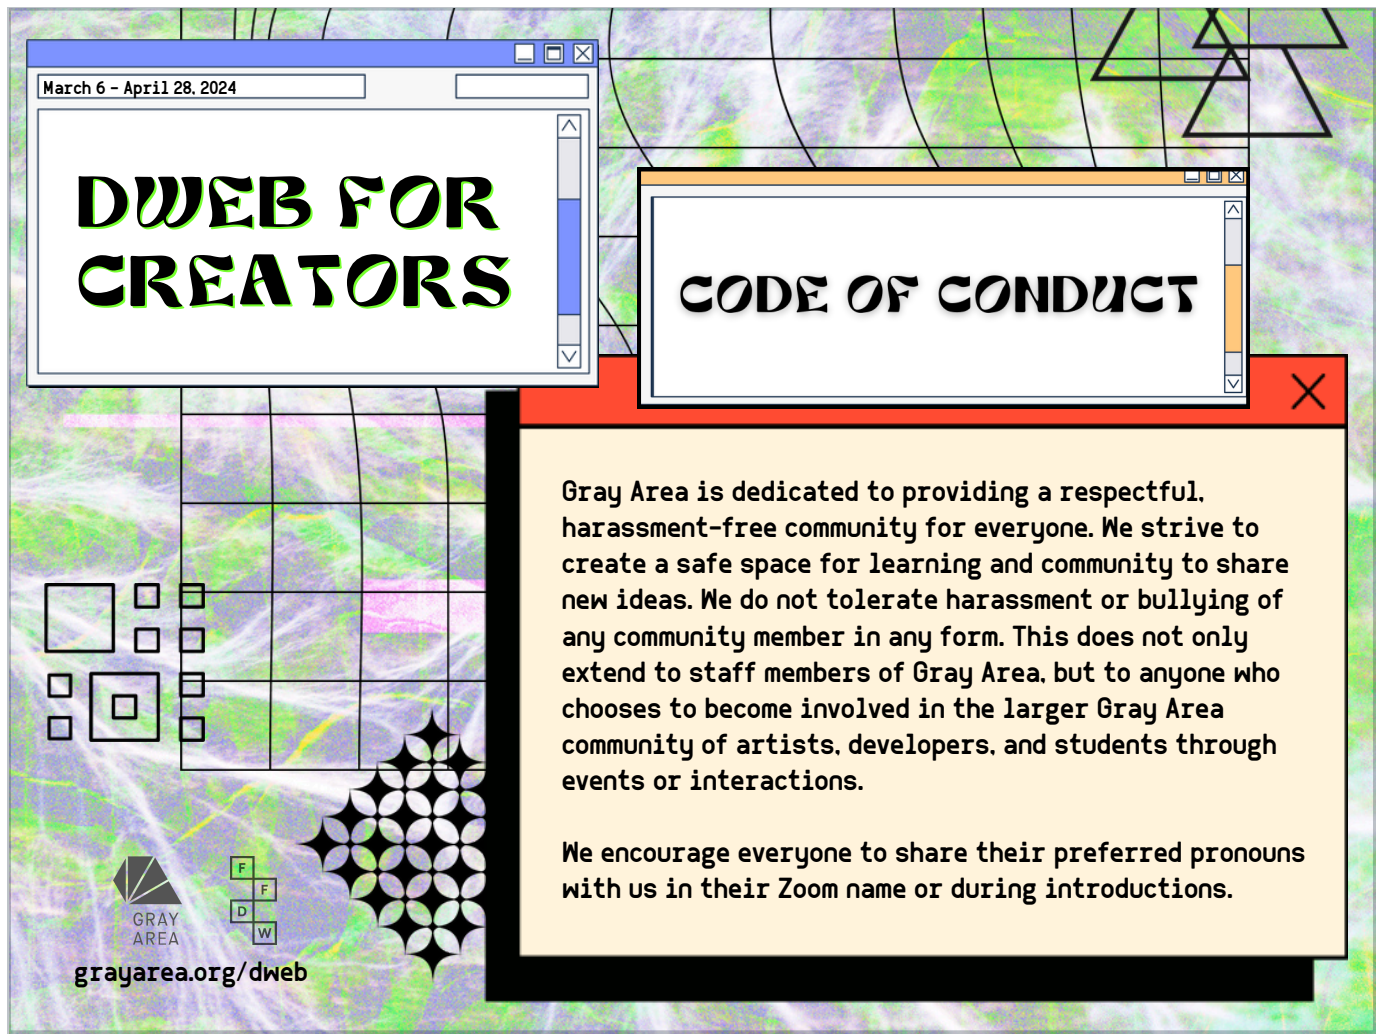 March 6 - April 28, 2024
DWEB FOR
CREATORS
CODE OF CONDUCT
Gray Area is dedicated to providing a respectful,
harassment-free community for everyone. We strive to
create a safe space for learning and community to share
new ideas. We do not tolerate harassment or bullying of
any community member in any form. This does not only
extend to staff members of Gray Area, but to anyone who
chooses to become involved in the larger Gray Area
community of artists, developers, and students through
events or interactions.
We encourage everyone to share their preferred pronouns
with us in their Zoom name or during introductions.
GRAY
AREA
F
F
D
W
grayarea.org/dweb